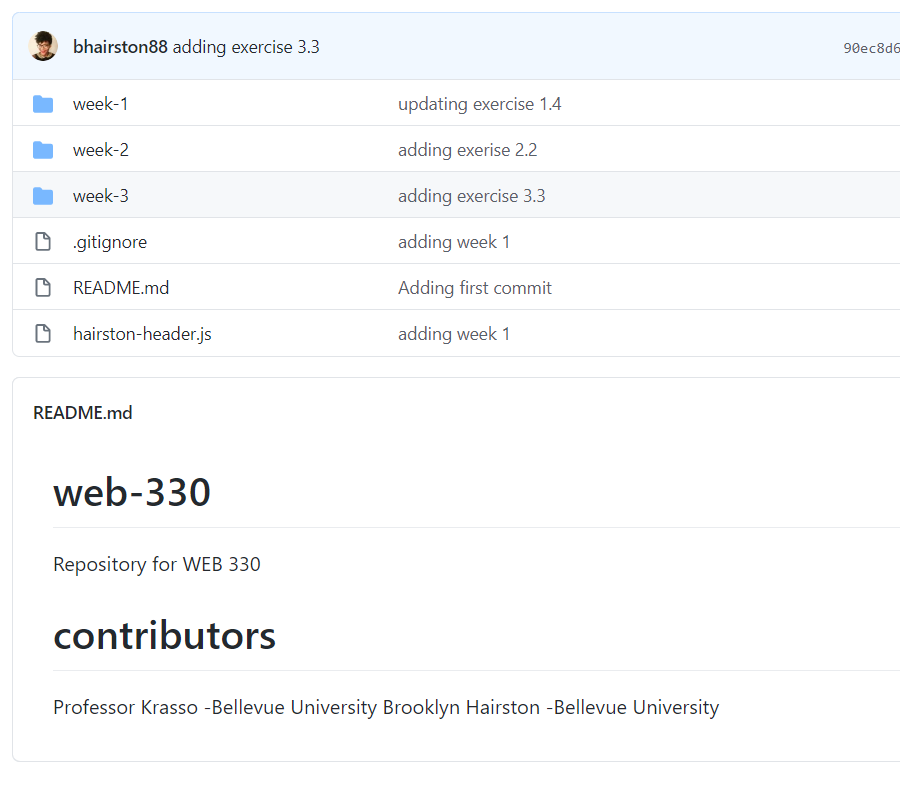 bhairston88 adding exercise 3.3 90ec8d6
week-1 updating exercise 1.4
week-2 adding exerise 2.2
week-3 adding exercise 3.3
.gitignore adding week 1
README.md Adding first commit
hairston-header.js adding week 1
README.md
web-330
Repository for WEB 330
contributors
Professor Krasso -Bellevue University Brooklyn Hairston -Bellevue University